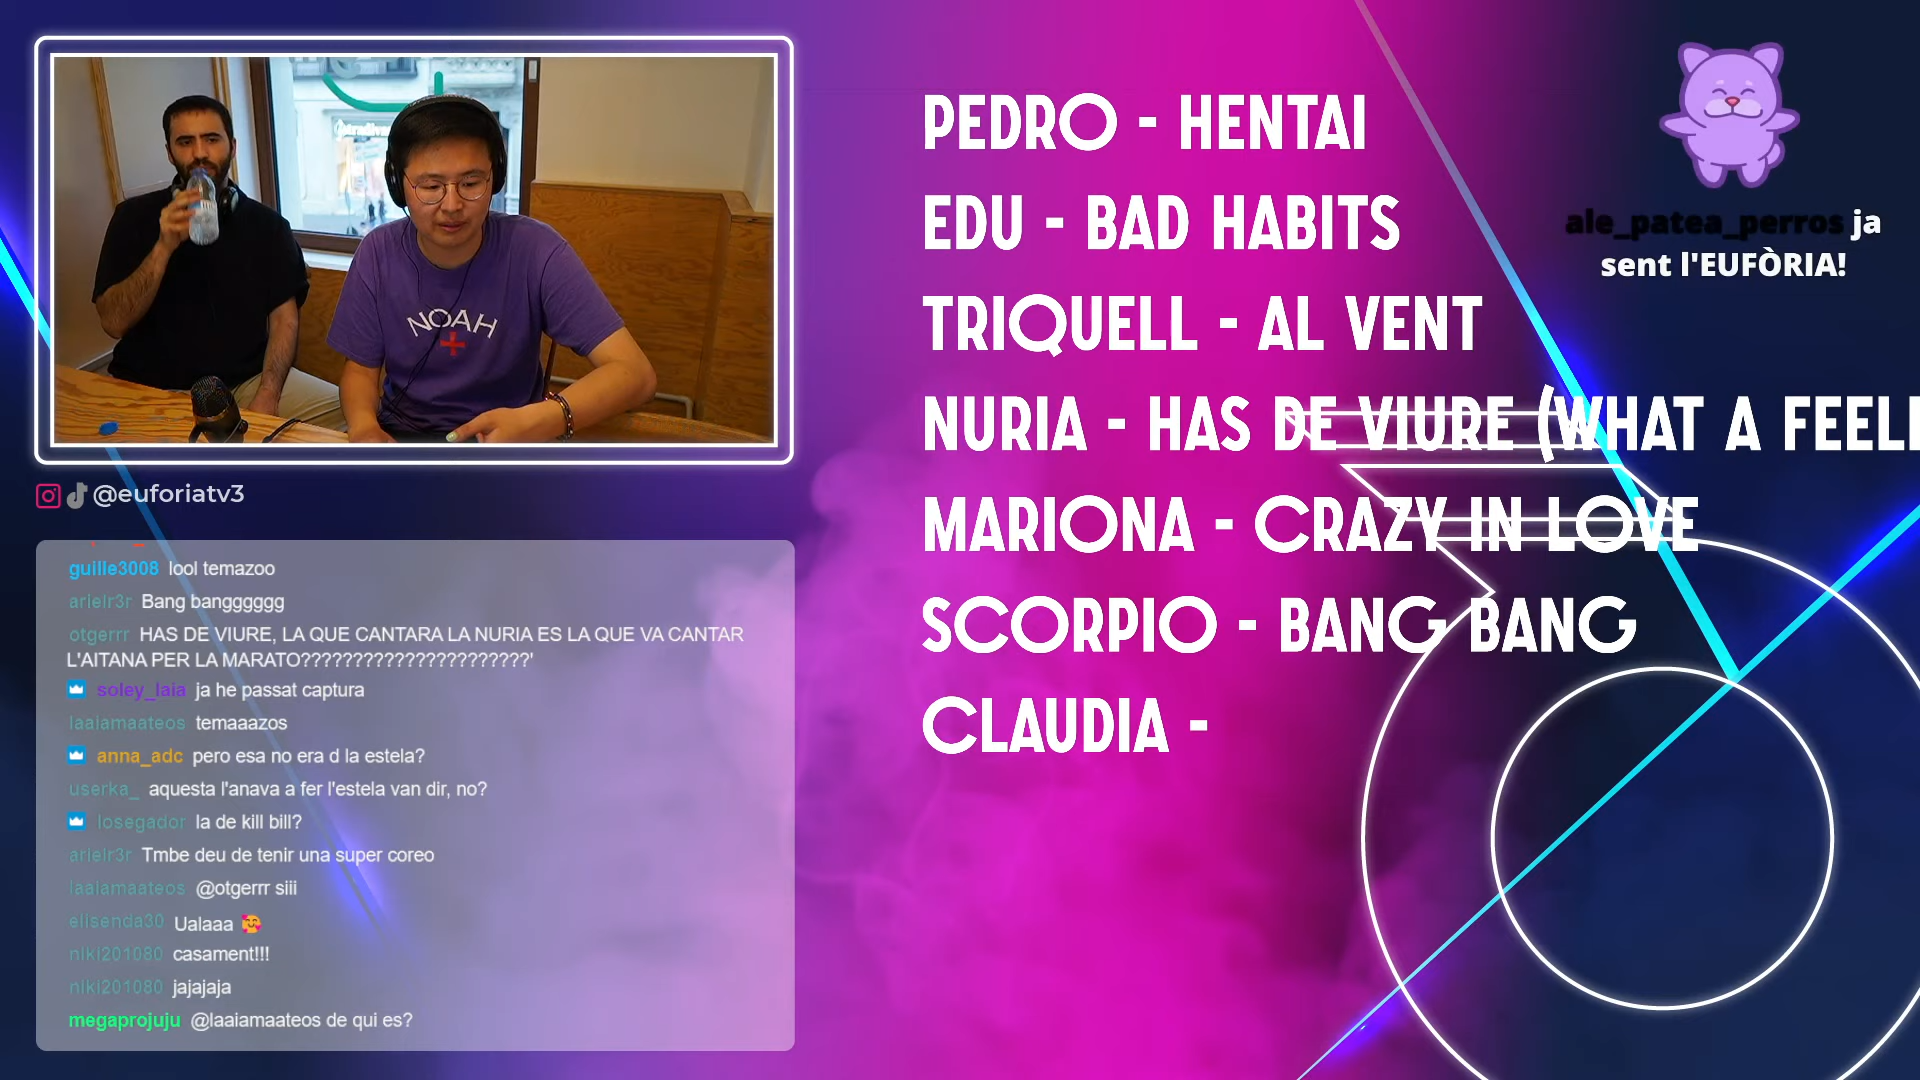 NOAH
@euforiatv3
guille3008 lool temazoo
arielr3r Bang bangggggg
otgerrr HAS DE VIURE, LA QUE CANTARA LA NURIA ES LA QUE VA CANTAR
L'AITANA PER LA MARATO??????????????????????'
soley_laia ja he passat captura
laaiamaateos temaaazos
anna_adc pero esa no era d la estela?
userka_ aquesta l'anava a fer l'estela van dir, no?
losegador la de kill bill?
arielr3r Tmbe deu de tenir una super coreo
laaiamaateos @otgerrr siii
elisenda30 Ualaaa 🥰
niki201080 casament!!!
niki201080 jajajaja
megaprojuju @laaiamaateos de qui es?
PEDRO - HENTAI
EDU - BAD HABITS
TRIQUELL - AL VENT
NURIA - HAS DE VIURE (WHAT A FEELI
MARIONA - CRAZY IN LOVE
SCORPIO - BANG BANG
CLAUDIA -
ale_patea_perros ja
sent l'EUFÒRIA!